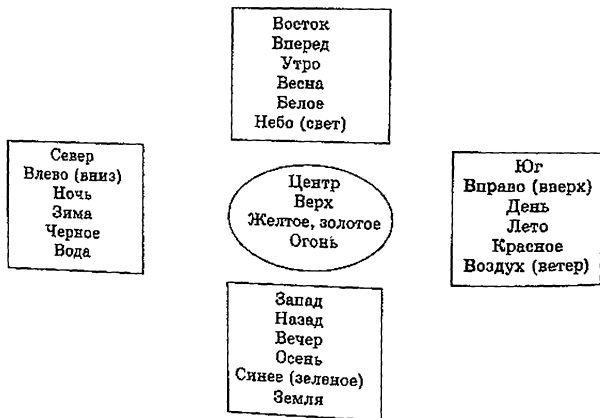 Восток
Вперед
Утро
Весна
Белое
Небо (свет)
Север
Влево (вниз)
Ночь
Зима
Черное
Вода
Центр
Верх
Желтое, золотое
Огонь
Юг
Вправо (вверх)
День
Лето
Красное
Воздух (ветер)
Запад
Назад
Вечер
Осень
Синее (зеленое)
Земля